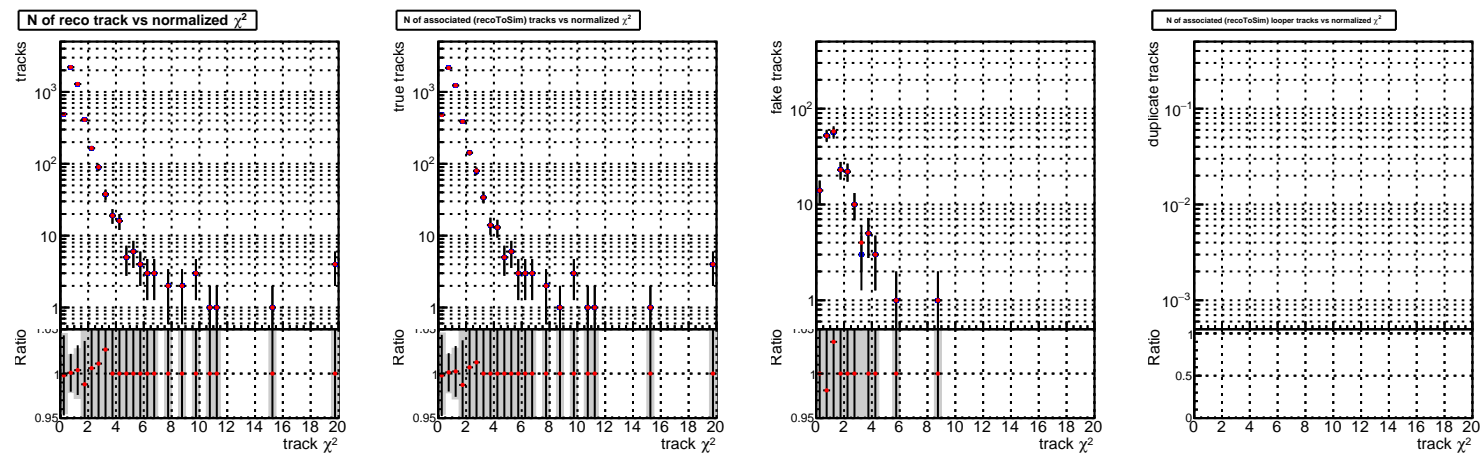 N of reco track vs normalized χ²
tracks
10³
10²
10
1
Ratio
1.05
1
0.95
0 2 4 6 8 10 12 14 16 18 20
track χ²
N of associated (recoToSim) tracks vs normalized χ²
true tracks
10³
10²
10
1
Ratio
1.05
1
0.95
0 2 4 6 8 10 12 14 16 18 20
track χ²
fake tracks
10²
10
1
Ratio
1.05
1
0.95
0 2 4 6 8 10 12 14 16 18 20
track χ²
N of associated (recoToSim) looper tracks vs normalized χ²
duplicate tracks
10⁻¹
10⁻²
10⁻³
Ratio
1
0.5
0
0 2 4 6 8 10 12 14 16 18 20
track χ²